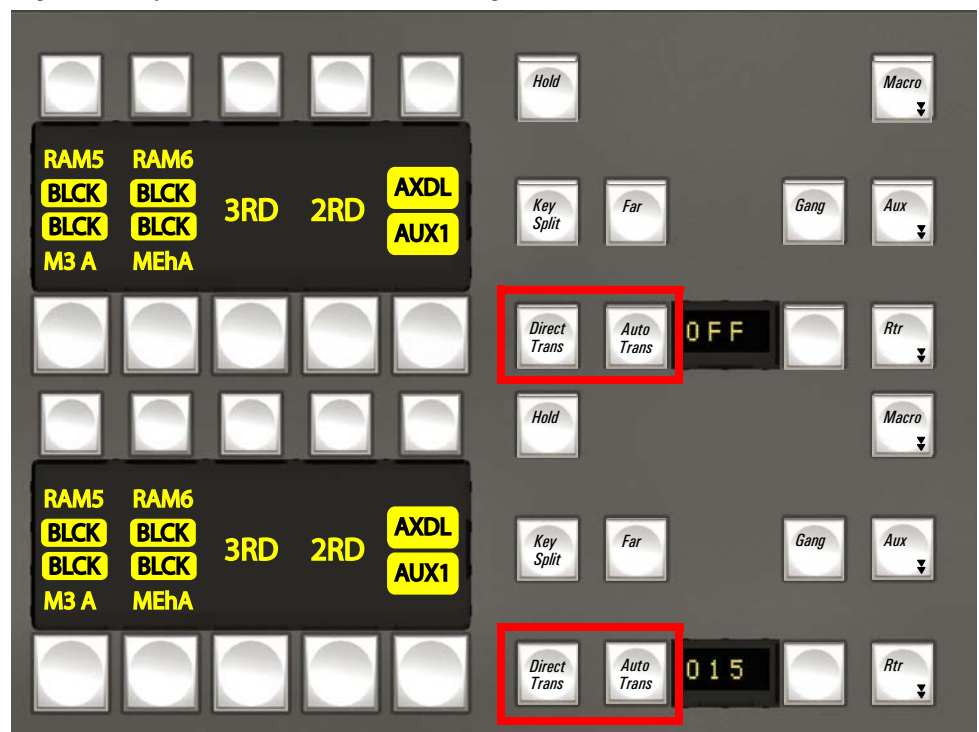 Hold
Macro
RAM5 RAM6
BLCK BLCK
3RD 2RD
AXDL
BLCK BLCK
AUX1
M3 A MEhA
Key
Split
Far
Gang
Aux
Direct
Trans
Auto
Trans
OFF
Rtr
Hold
Macro
RAM5 RAM6
BLCK BLCK
3RD 2RD
AXDL
BLCK BLCK
AUX1
M3 A MEhA
Key
Split
Far
Gang
Aux
Direct
Trans
Auto
Trans
015
Rtr